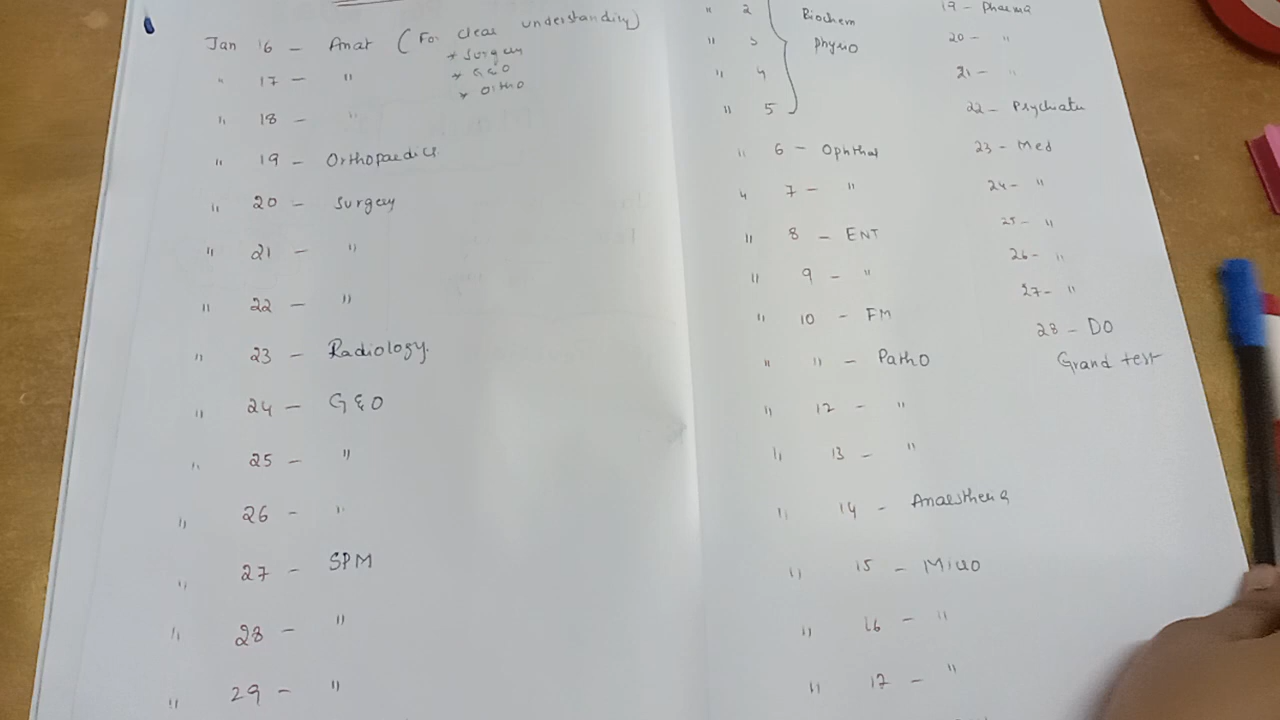 Jan 16 - Anat (For clear understanding)
* Surgery
* G&O
* Ortho
" 17 - "
" 18 - "
" 19 - Orthopaedics
" 20 - Surgery
" 21 - "
" 22 - "
" 23 - Radiology.
" 24 - G&O
" 25 - "
" 26 - "
" 27 - SPM
" 28 - "
" 29 - "
" 2
" 3
" 4
" 5
Biochem
physio
" 6 - Ophthal
" 7 - "
" 8 - ENT
" 9 - "
" 10 - FM
" 11 - Patho
" 12 - "
" 13 - "
" 14 - Anaesthesia
" 15 - Micro
" 16 - "
" 17 - "
19 - Pharma
20 - "
21 - "
22 - Psychiatry
23 - Med
24 - "
25 - "
26 - "
27 - "
28 - DO
Grand test